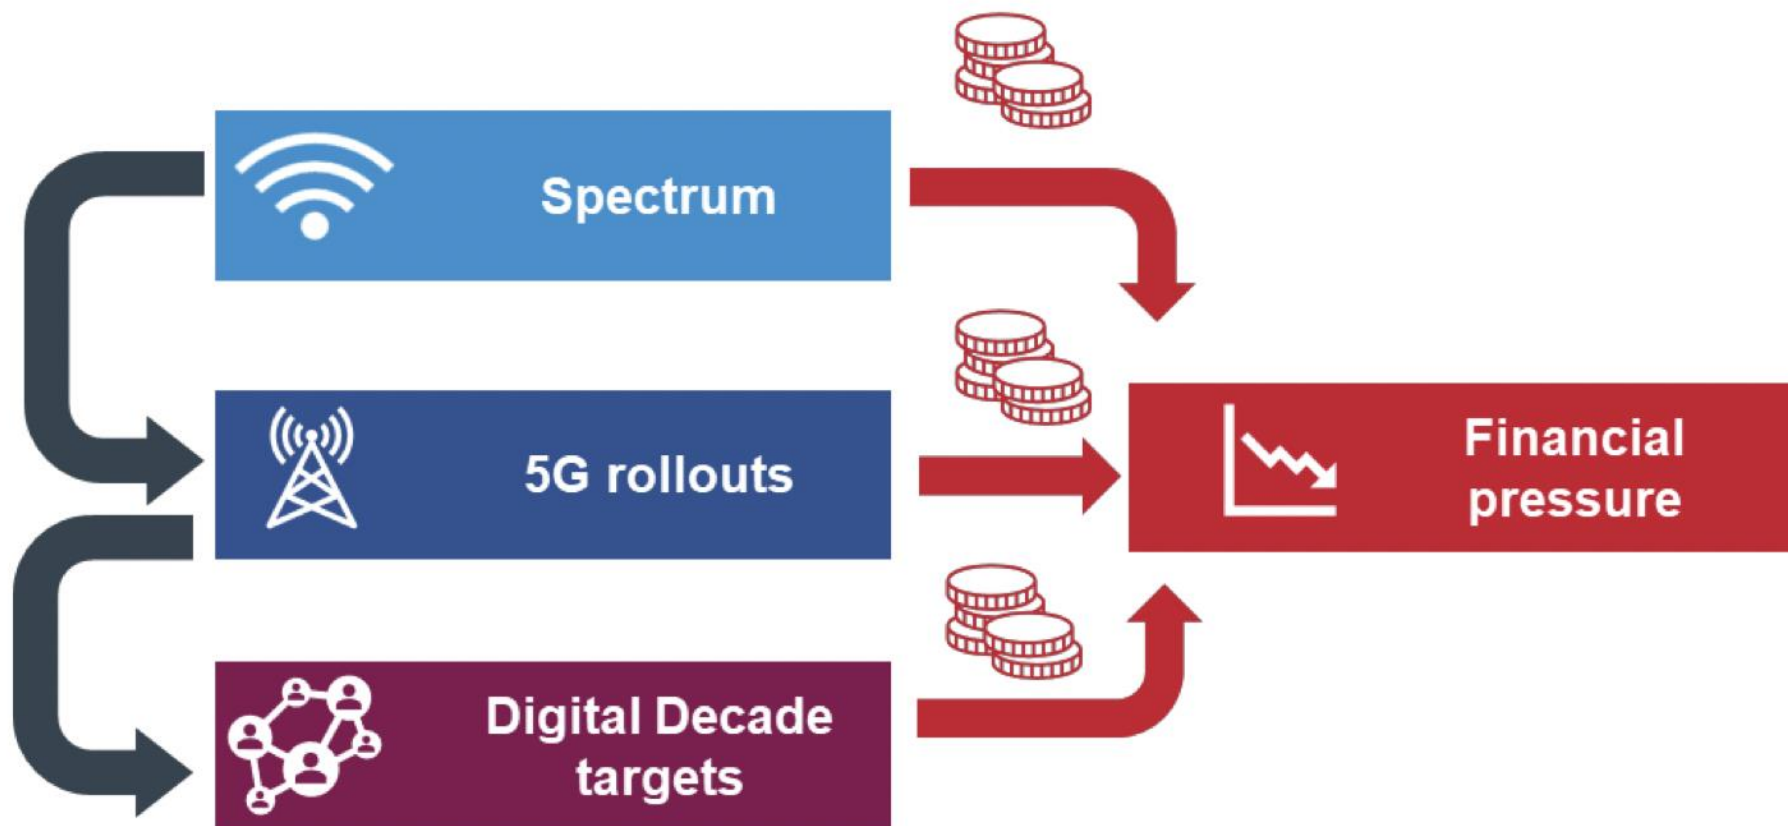 Spectrum
5G rollouts
Financial
pressure
Digital Decade
targets